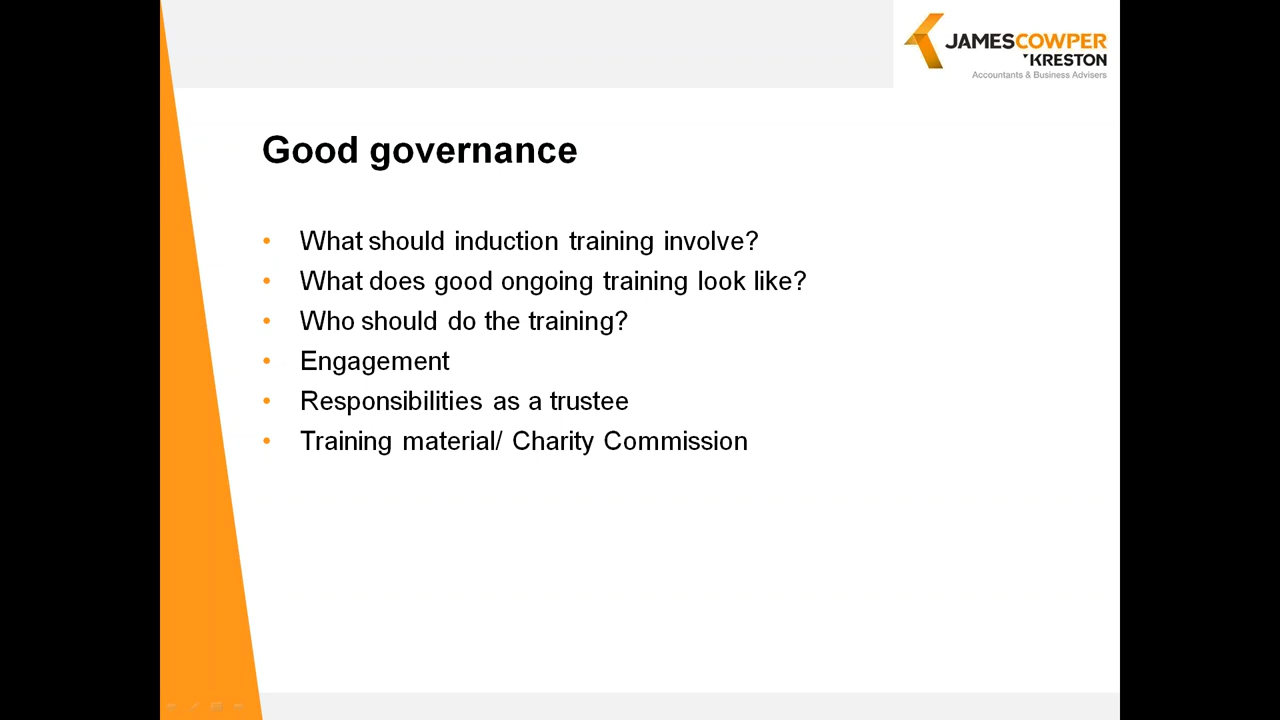 JAMESCOWPER
KRESTON
Accountants & Business Advisers
Good governance
• What should induction training involve?
• What does good ongoing training look like?
• Who should do the training?
• Engagement
• Responsibilities as a trustee
• Training material/ Charity Commission